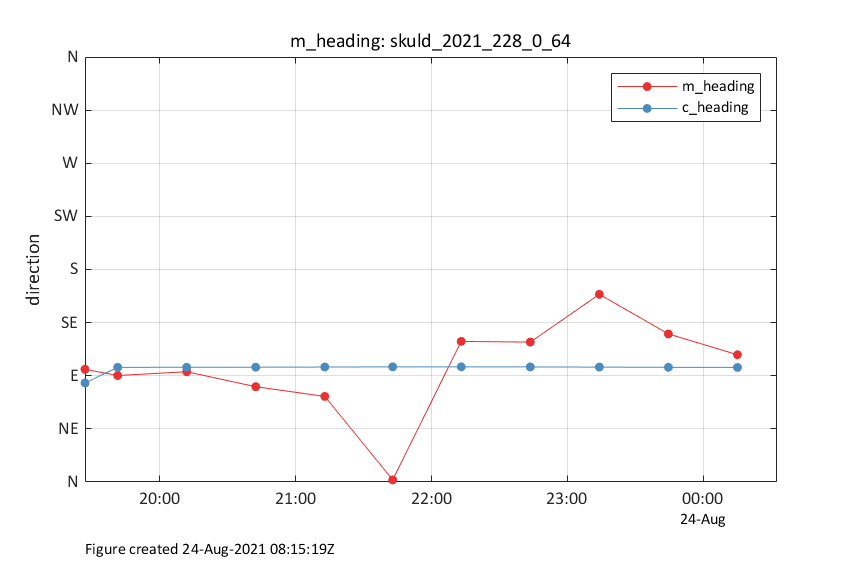 m_heading: skuld_2021_228_0_64
N
m_heading
c_heading
NW
W
SW
S
SE
E
NE
N
direction
20:00 21:00 22:00 23:00 00:00
24-Aug
Figure created 24-Aug-2021 08:15:19Z